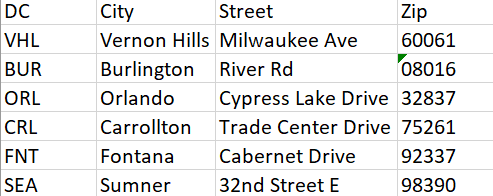 DC City Street Zip
VHL Vernon Hills Milwaukee Ave 60061
BUR Burlington River Rd 08016
ORL Orlando Cypress Lake Drive 32837
CRL Carrollton Trade Center Drive 75261
FNT Fontana Cabernet Drive 92337
SEA Sumner 32nd Street E 98390